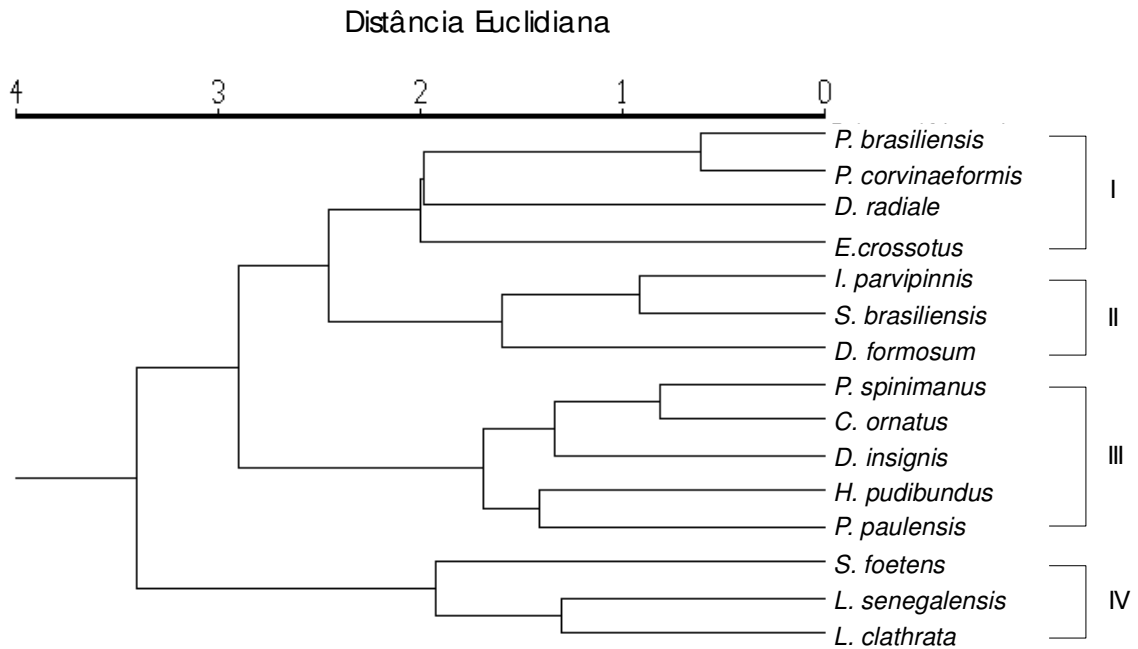 Distância Euclidiana
4 3 2 1 0
P. brasiliensis
P. corvinaeformis
I
D. radiale
E.crossotus
I. parvipinnis
S. brasiliensis
II
D. formosum
P. spinimanus
C. ornatus
D. insignis
III
H. pudibundus
P. paulensis
S. foetens
L. senegalensis
IV
L. clathrata